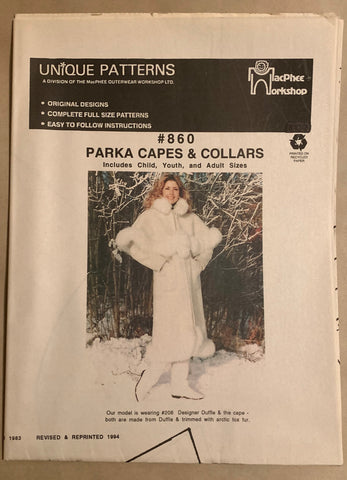 UNIQUE PATTERNS
A DIVISION OF THE MacPHEE OUTERWEAR WORKSHOP LTD.
MacPhee
Workshop
• ORIGINAL DESIGNS
• COMPLETE FULL SIZE PATTERNS
• EASY TO FOLLOW INSTRUCTIONS
#860
PARKA CAPES & COLLARS
Includes Child, Youth, and Adult Sizes
PRINTED ON
RECYCLED
PAPER
Our model is wearing #206 Designer Duffle & the cape -
both are made from Duffle & trimmed with arctic fox fur.
1983 REVISED & REPRINTED 1994